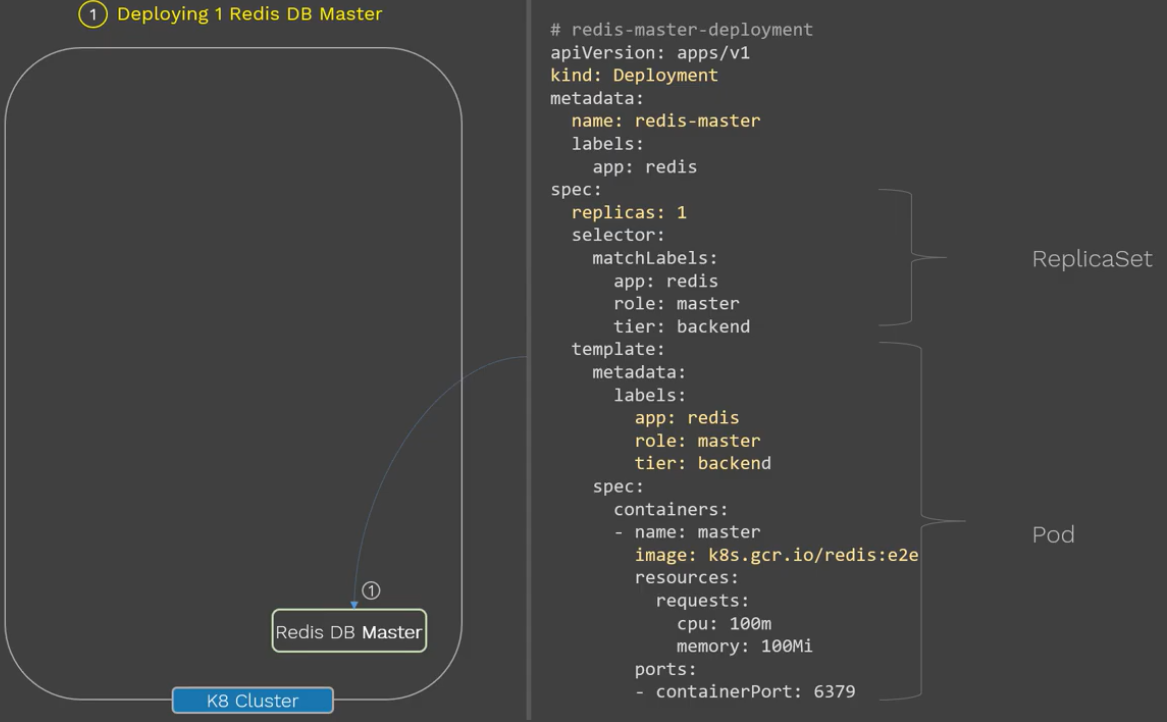 1 Deploying 1 Redis DB Master
# redis-master-deployment
apiVersion: apps/v1
kind: Deployment
metadata:
  name: redis-master
  labels:
    app: redis
spec:
  replicas: 1
  selector:
    matchLabels:
      app: redis
      role: master
      tier: backend
  template:
    metadata:
      labels:
        app: redis
        role: master
        tier: backend
    spec:
      containers:
      - name: master
        image: k8s.gcr.io/redis:e2e
        resources:
          requests:
            cpu: 100m
            memory: 100Mi
        ports:
        - containerPort: 6379
ReplicaSet
Pod
1
Redis DB Master
K8 Cluster